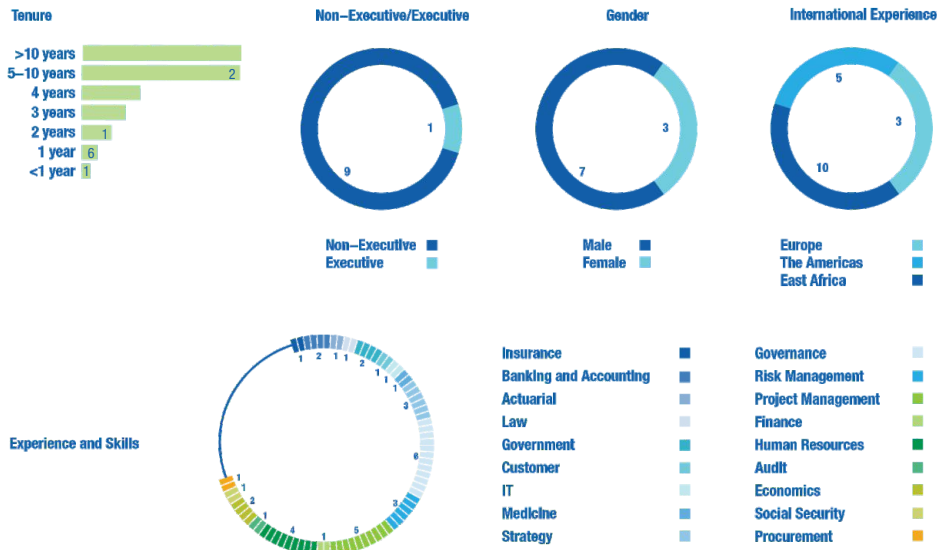 Tenure
>10 years
5–10 years 2
4 years
3 years
2 years 1
1 year 6
<1 year 1
Non–Executive/Executive
1
9
Non–Executive
Executive
Gender
3
7
Male
Female
International Experience
5
3
10
Europe
The Americas
East Africa
Experience and Skills
1
2
1
1
2
1
1
1
3
6
3
5
1
4
1
2
1
1
Insurance
Banking and Accounting
Actuarial
Law
Government
Customer
IT
Medicine
Strategy
Governance
Risk Management
Project Management
Finance
Human Resources
Audit
Economics
Social Security
Procurement